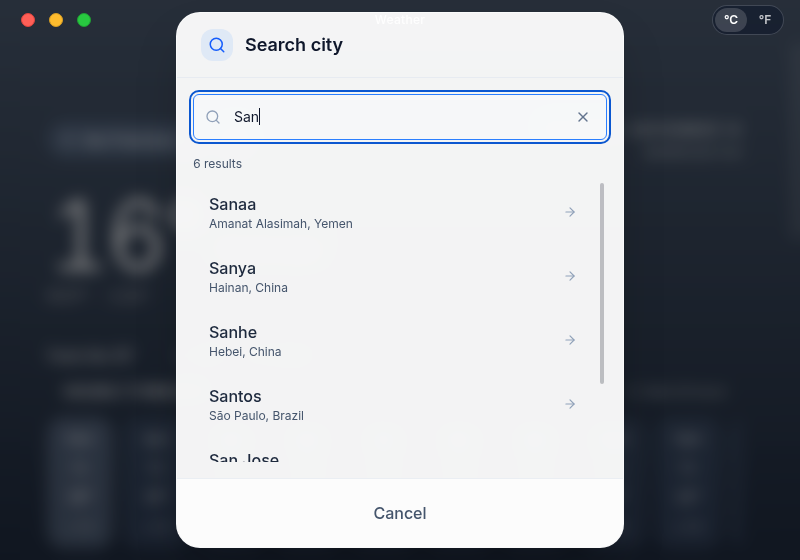 Weather
°C
°F
Search city
San
6 results
Sanaa
Amanat Alasimah, Yemen
Sanya
Hainan, China
Sanhe
Hebei, China
Santos
São Paulo, Brazil
San Jose
Cancel
16°